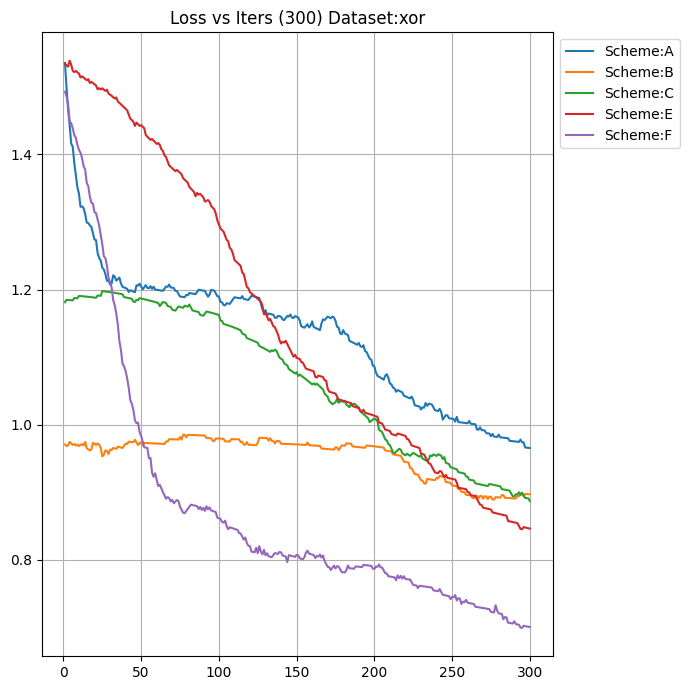 Loss vs Iters (300) Dataset:xor
Scheme:A
Scheme:B
Scheme:C
Scheme:E
Scheme:F
1.4
1.2
1.0
0.8
0 50 100 150 200 250 300